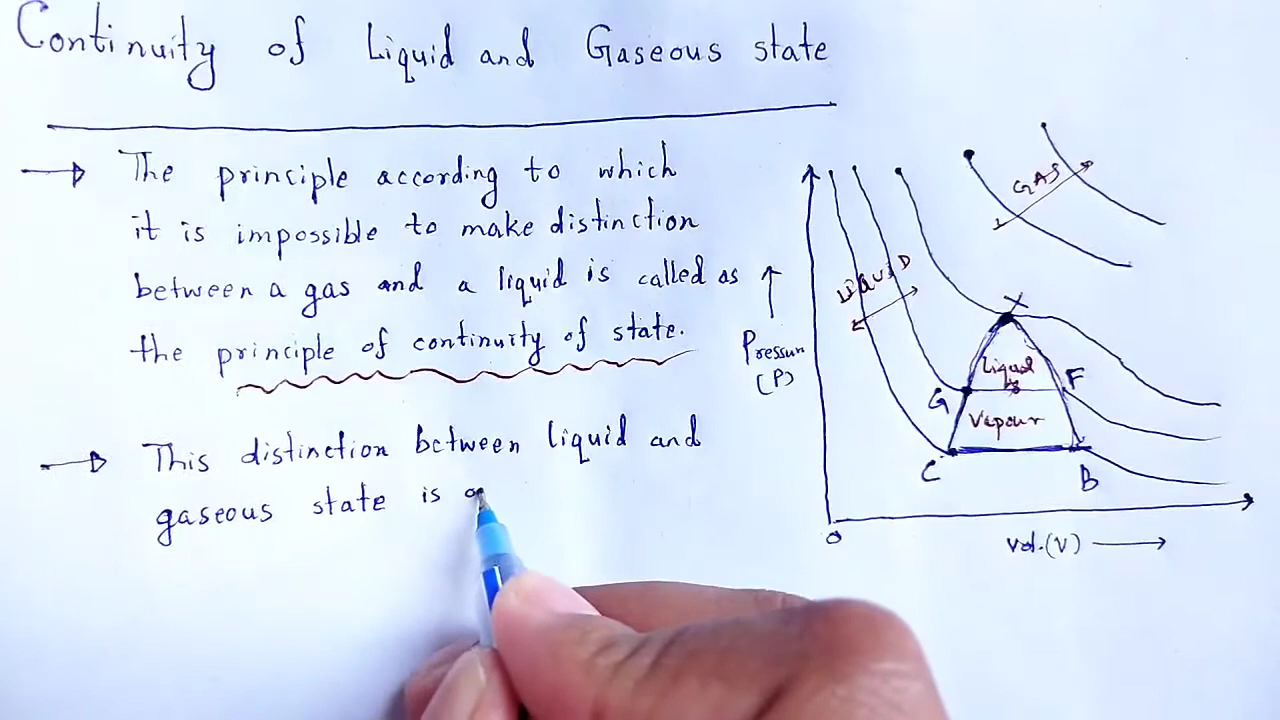 Continuity of Liquid and Gaseous state
The principle according to which
it is impossible to make distinction
between a gas and a liquid is called as
the principle of continuity of state.
This distinction between liquid and
gaseous state is
GAS
LIQUID
X
Pressure
(P)
Liquid
G
F
Vapour
C
B
O
Vol.(V)